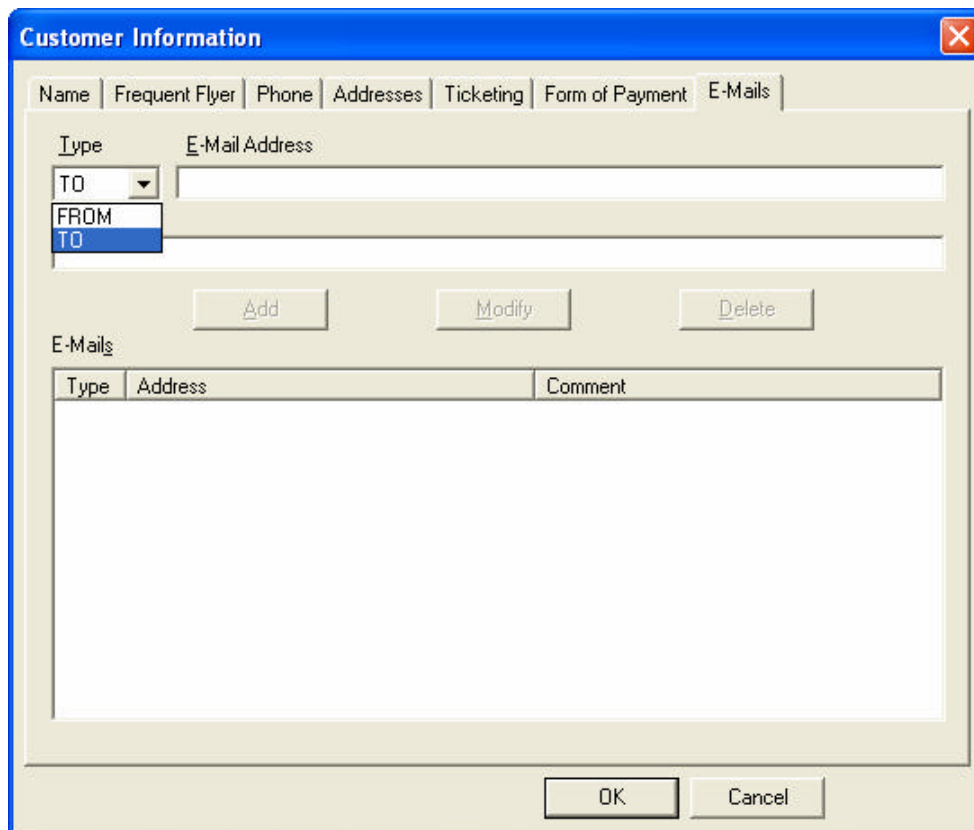 Customer Information
Name Frequent Flyer Phone Addresses Ticketing Form of Payment E-Mails
Type E-Mail Address
TO
FROM
TO
Add Modify Delete
E-Mails
Type Address Comment
OK Cancel